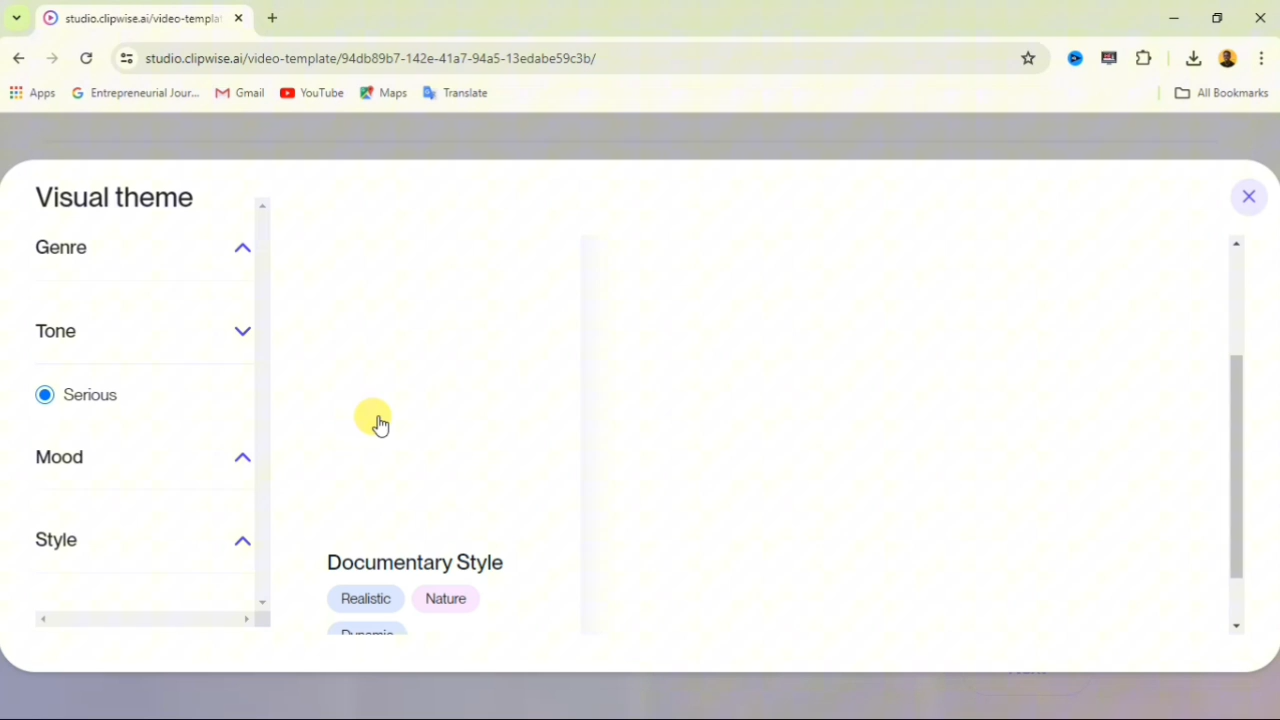 studio.clipwise.ai/video-templa
studio.clipwise.ai/video-template/94db89b7-142e-41a7-94a5-13edabe59c3b/
Apps
Entrepreneurial Jour...
Gmail
YouTube
Maps
Translate
All Bookmarks
Visual theme
Genre
Tone
Serious
Mood
Style
Documentary Style
Realistic
Nature
Dynamic